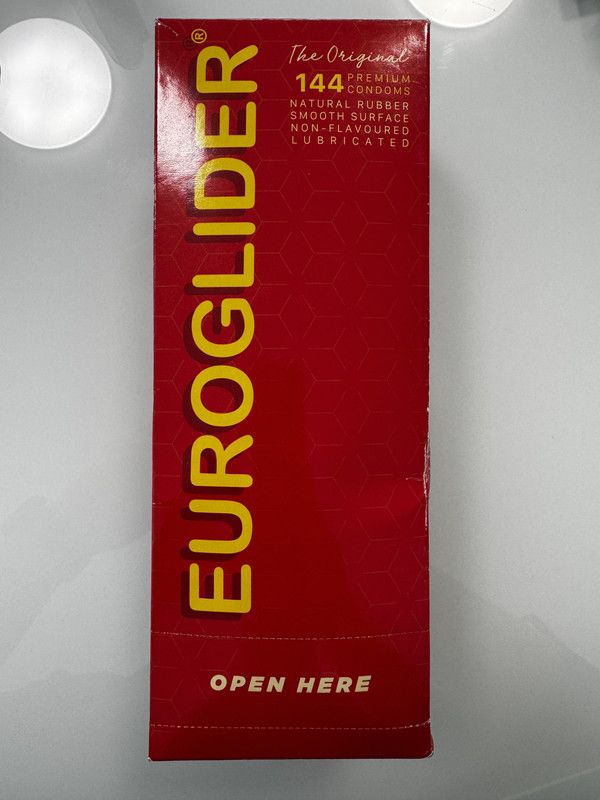 EUROGLIDER®
The Original
144 PREMIUM CONDOMS
NATURAL RUBBER
SMOOTH SURFACE
NON-FLAVOURED
LUBRICATED
OPEN HERE